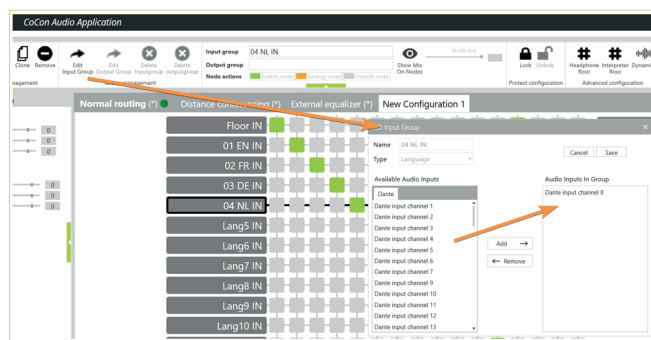 CoCon Audio Application
Clone Remove
Edit Input Group
Edit Output Group
Delete Inputgroup
Delete outputgroup
Input group 04 NL IN
Output group
Node actions Enable node Backup node Disable node
Show Mix On Nodes
Node mix
Lock Unlock
Headphone floor
Interpreter floor
Dynami
nagement
management
Protect configuration
Advanced configuration
Normal routing (*) Distance conferencing (*) External equalizer (*) New Configuration 1
0
0
0
0
0
0
Floor IN
01 EN IN
02 FR IN
03 DE IN
04 NL IN
Lang5 IN
Lang6 IN
Lang7 IN
Lang8 IN
Lang9 IN
Lang10 IN
Input Group
Name 04 NL IN
Type Language
Cancel Save
Available Audio Inputs
Audio Inputs In Group
Dante
Dante input channel 1
Dante input channel 2
Dante input channel 3
Dante input channel 4
Dante input channel 5
Dante input channel 6
Dante input channel 7
Dante input channel 9
Dante input channel 10
Dante input channel 11
Dante input channel 12
Dante input channel 13
Add →
← Remove
Dante input channel 8